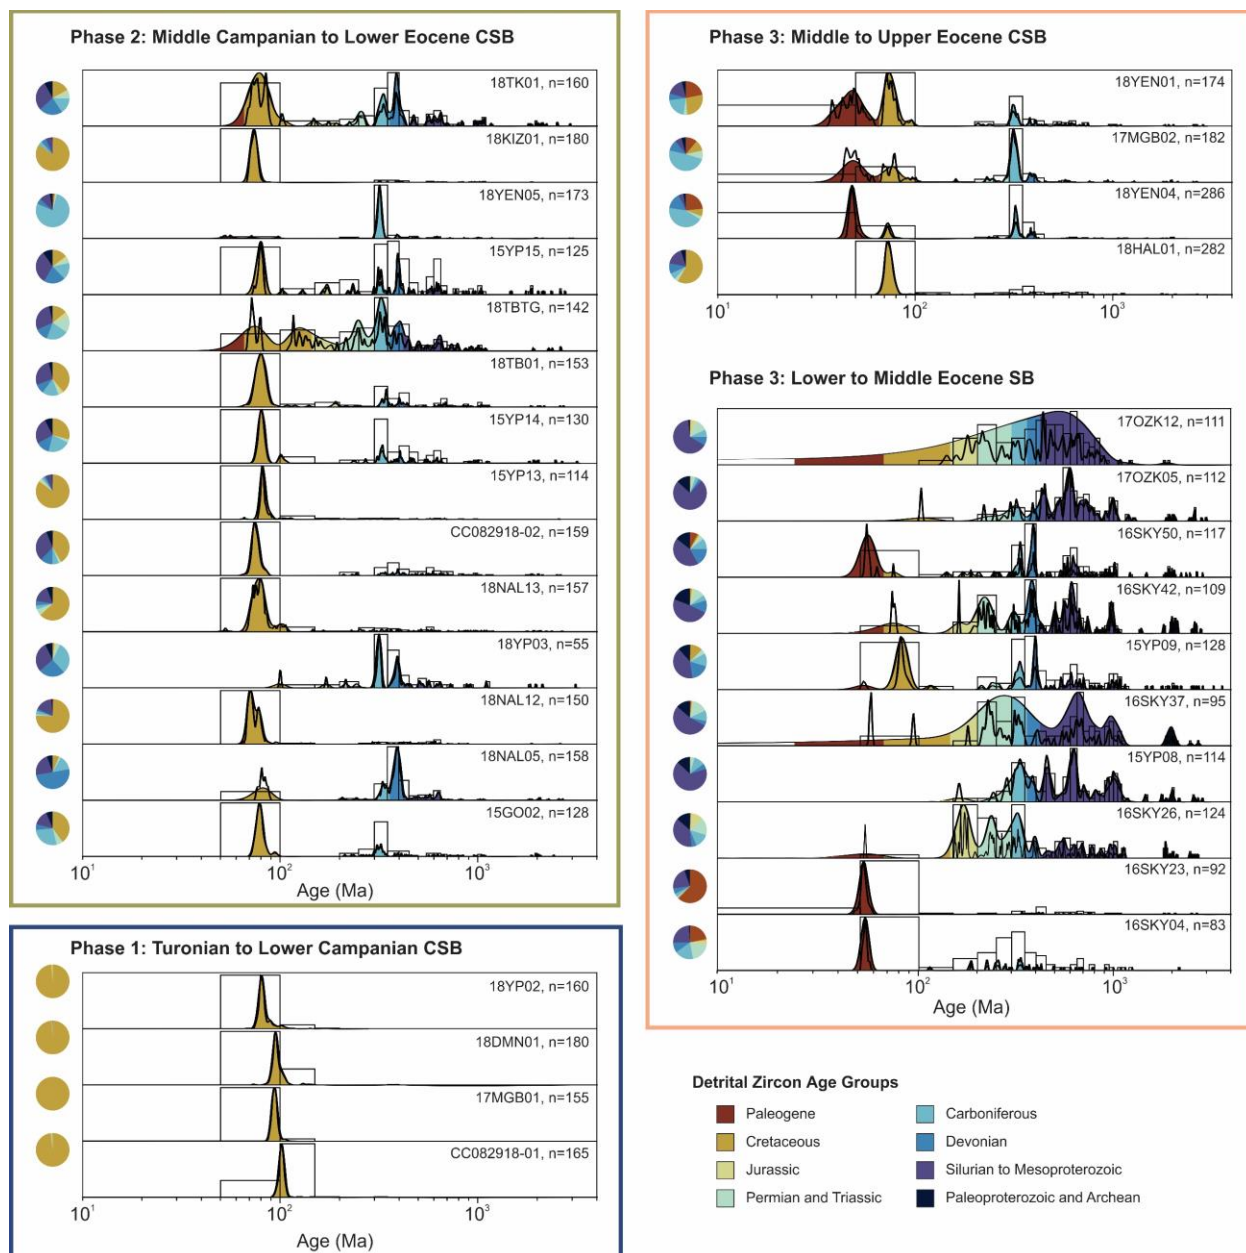 Phase 2: Middle Campanian to Lower Eocene CSB
18TK01, n=160
18KIZ01, n=180
18YEN05, n=173
15YP15, n=125
18TBTG, n=142
18TB01, n=153
15YP14, n=130
15YP13, n=114
CC082918-02, n=159
18NAL13, n=157
18YP03, n=55
18NAL12, n=150
18NAL05, n=158
15GO02, n=128
10¹ 10² 10³
Age (Ma)
Phase 1: Turonian to Lower Campanian CSB
18YP02, n=160
18DMN01, n=180
17MGB01, n=155
CC082918-01, n=165
10¹ 10² 10³
Age (Ma)
Phase 3: Middle to Upper Eocene CSB
18YEN01, n=174
17MGB02, n=182
18YEN04, n=286
18HAL01, n=282
10¹ 10² 10³
Phase 3: Lower to Middle Eocene SB
17OZK12, n=111
17OZK05, n=112
16SKY50, n=117
16SKY42, n=109
15YP09, n=128
16SKY37, n=95
15YP08, n=114
16SKY26, n=124
16SKY23, n=92
16SKY04, n=83
10¹ 10² 10³
Age (Ma)
Detrital Zircon Age Groups
Paleogene
Cretaceous
Jurassic
Permian and Triassic
Carboniferous
Devonian
Silurian to Mesoproterozoic
Paleoproterozoic and Archean